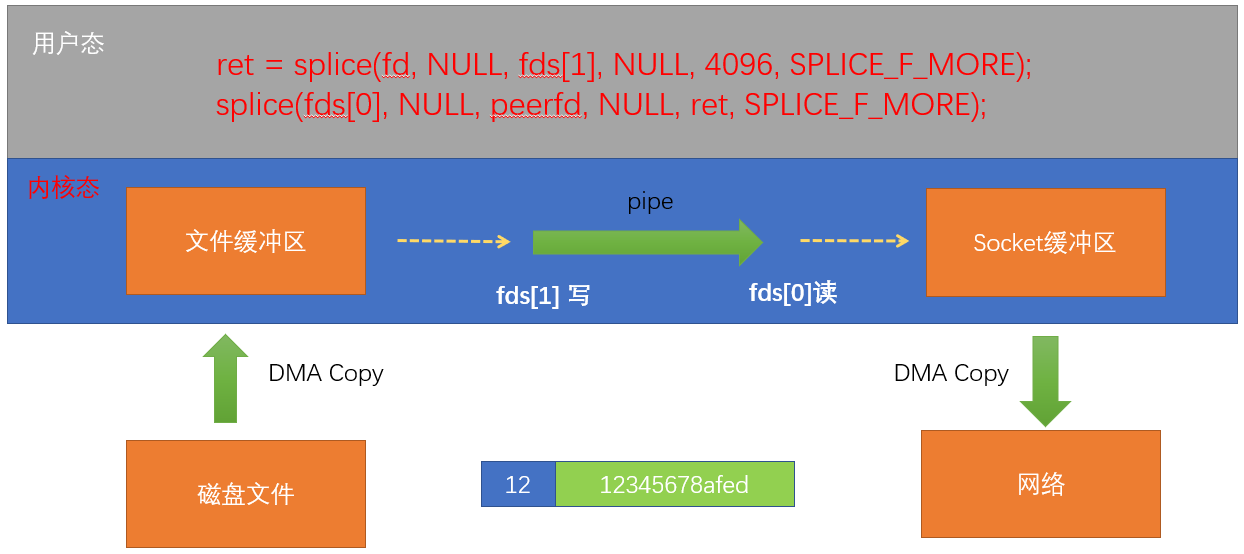 用户态
ret = splice(fd, NULL, fds[1], NULL, 4096, SPLICE_F_MORE);
splice(fds[0], NULL, peerfd, NULL, ret, SPLICE_F_MORE);
内核态
pipe
文件缓冲区
Socket缓冲区
fds[1] 写
fds[0]读
DMA Copy
DMA Copy
磁盘文件
12
12345678afed
网络